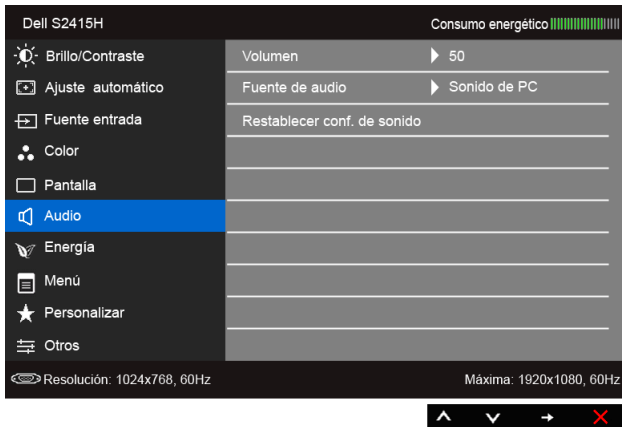 Dell S2415H Consumo energético
Brillo/Contraste Volumen 50
Ajuste automático Fuente de audio Sonido de PC
Fuente entrada Restablecer conf. de sonido
Color
Pantalla
Audio
Energía
Menú
Personalizar
Otros
Resolución: 1024x768, 60Hz Máxima: 1920x1080, 60Hz